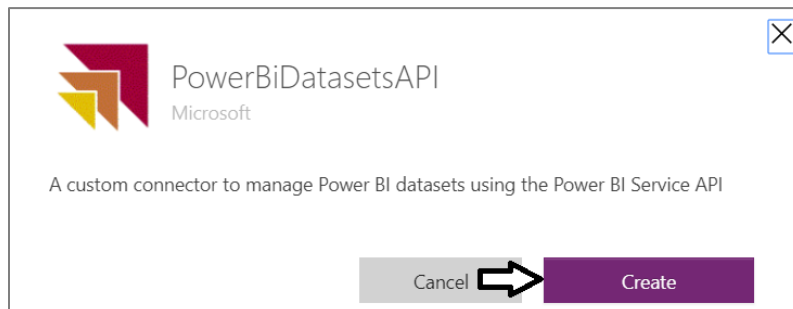 PowerBiDatasetsAPI
Microsoft
A custom connector to manage Power BI datasets using the Power BI Service API
Cancel
Create